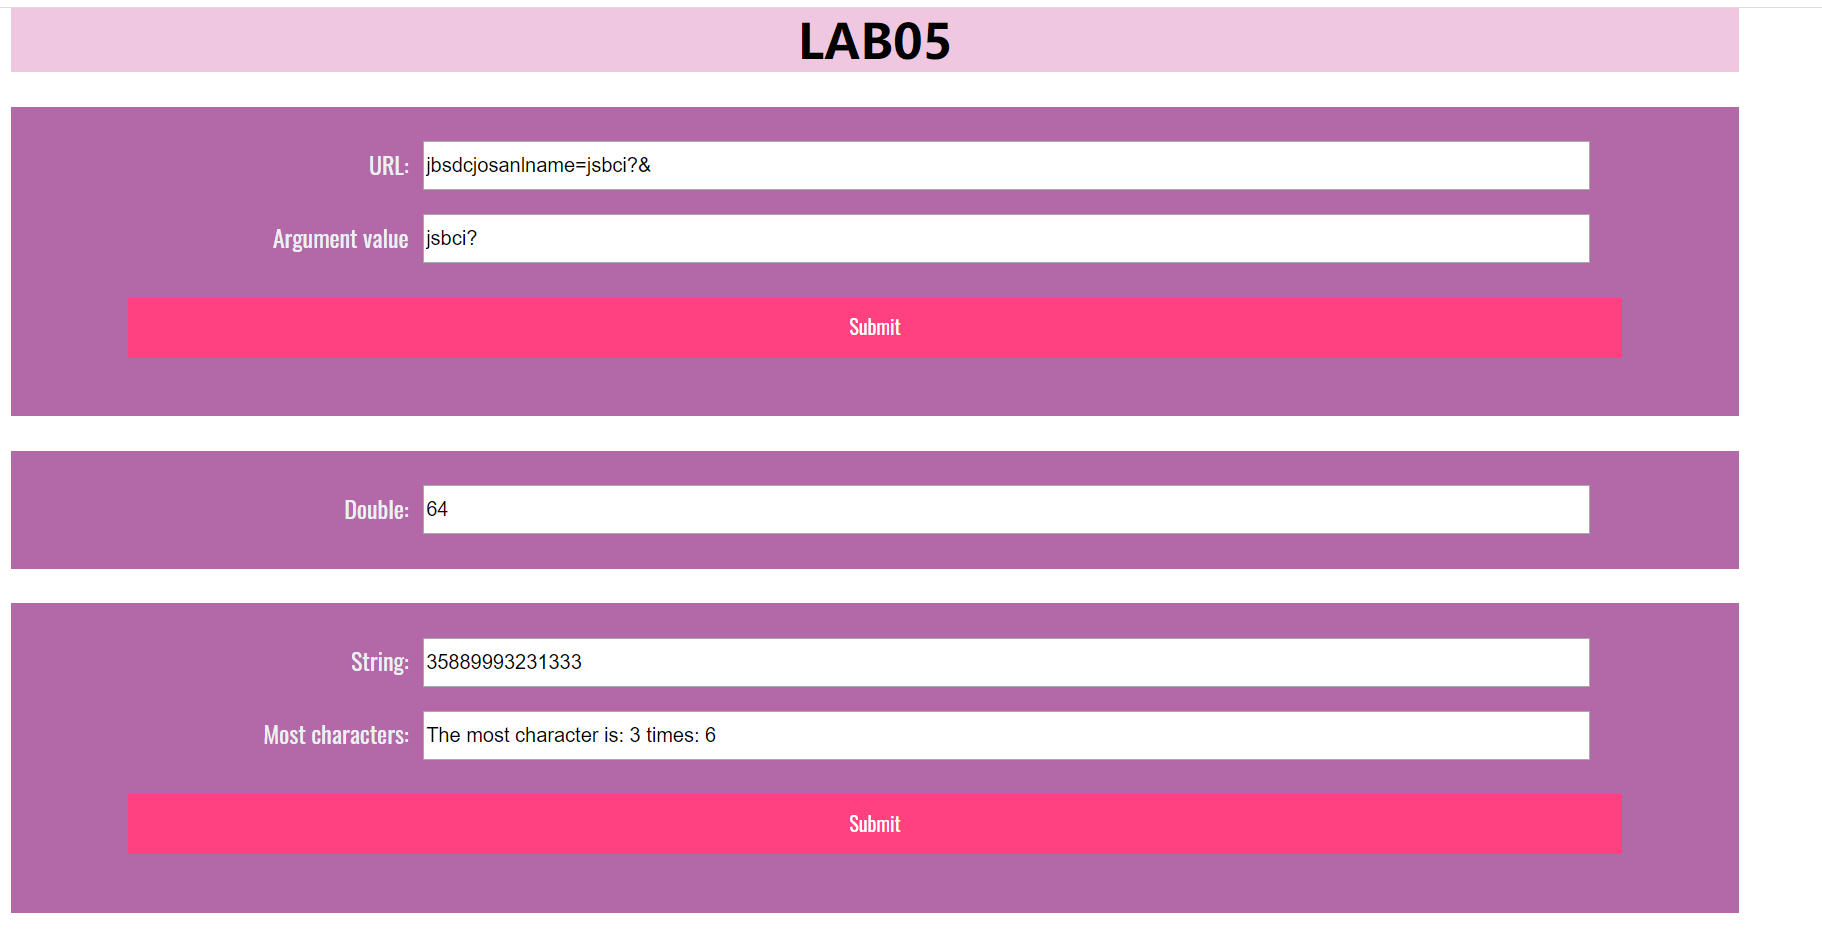 LAB05
URL: jbsdcjosanlname=jsbci?&
Argument value jsbci?
Submit
Double: 64
String: 35889993231333
Most characters: The most character is: 3 times: 6
Submit